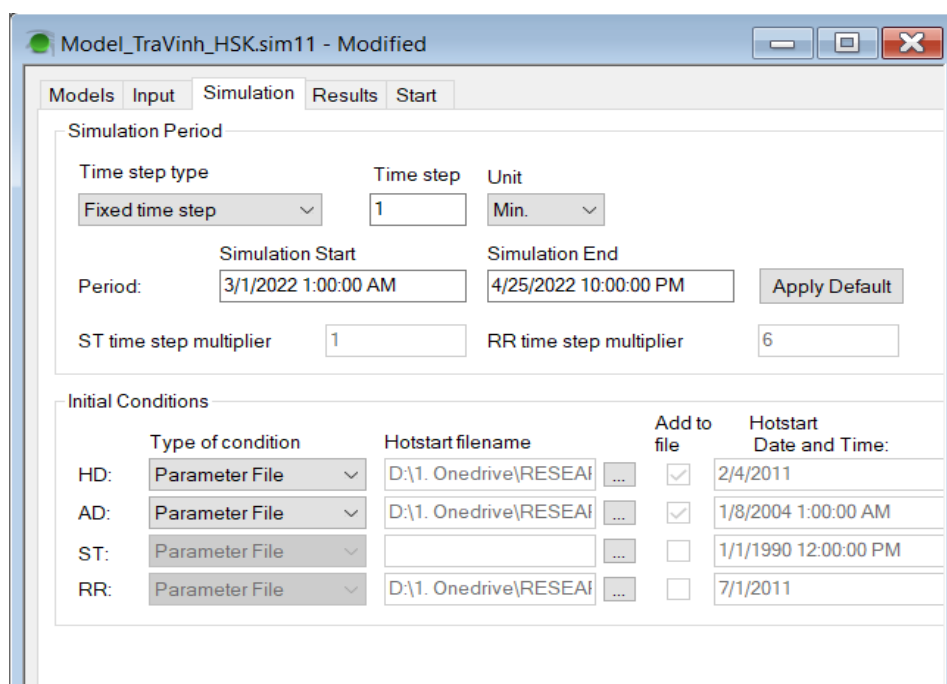 Model_TraVinh_HSK.sim11 - Modified
Models Input Simulation Results Start
Simulation Period
Time step type Time step Unit
Fixed time step 1 Min.
Simulation Start Simulation End
Period: 3/1/2022 1:00:00 AM 4/25/2022 10:00:00 PM Apply Default
ST time step multiplier 1 RR time step multiplier 6
Initial Conditions
Type of condition Hotstart filename Add to file Hotstart Date and Time:
HD: Parameter File D:\1. Onedrive\RESEA ... 2/4/2011
AD: Parameter File D:\1. Onedrive\RESEA ... 1/8/2004 1:00:00 AM
ST: Parameter File ... 1/1/1990 12:00:00 PM
RR: Parameter File D:\1. Onedrive\RESEA ... 7/1/2011